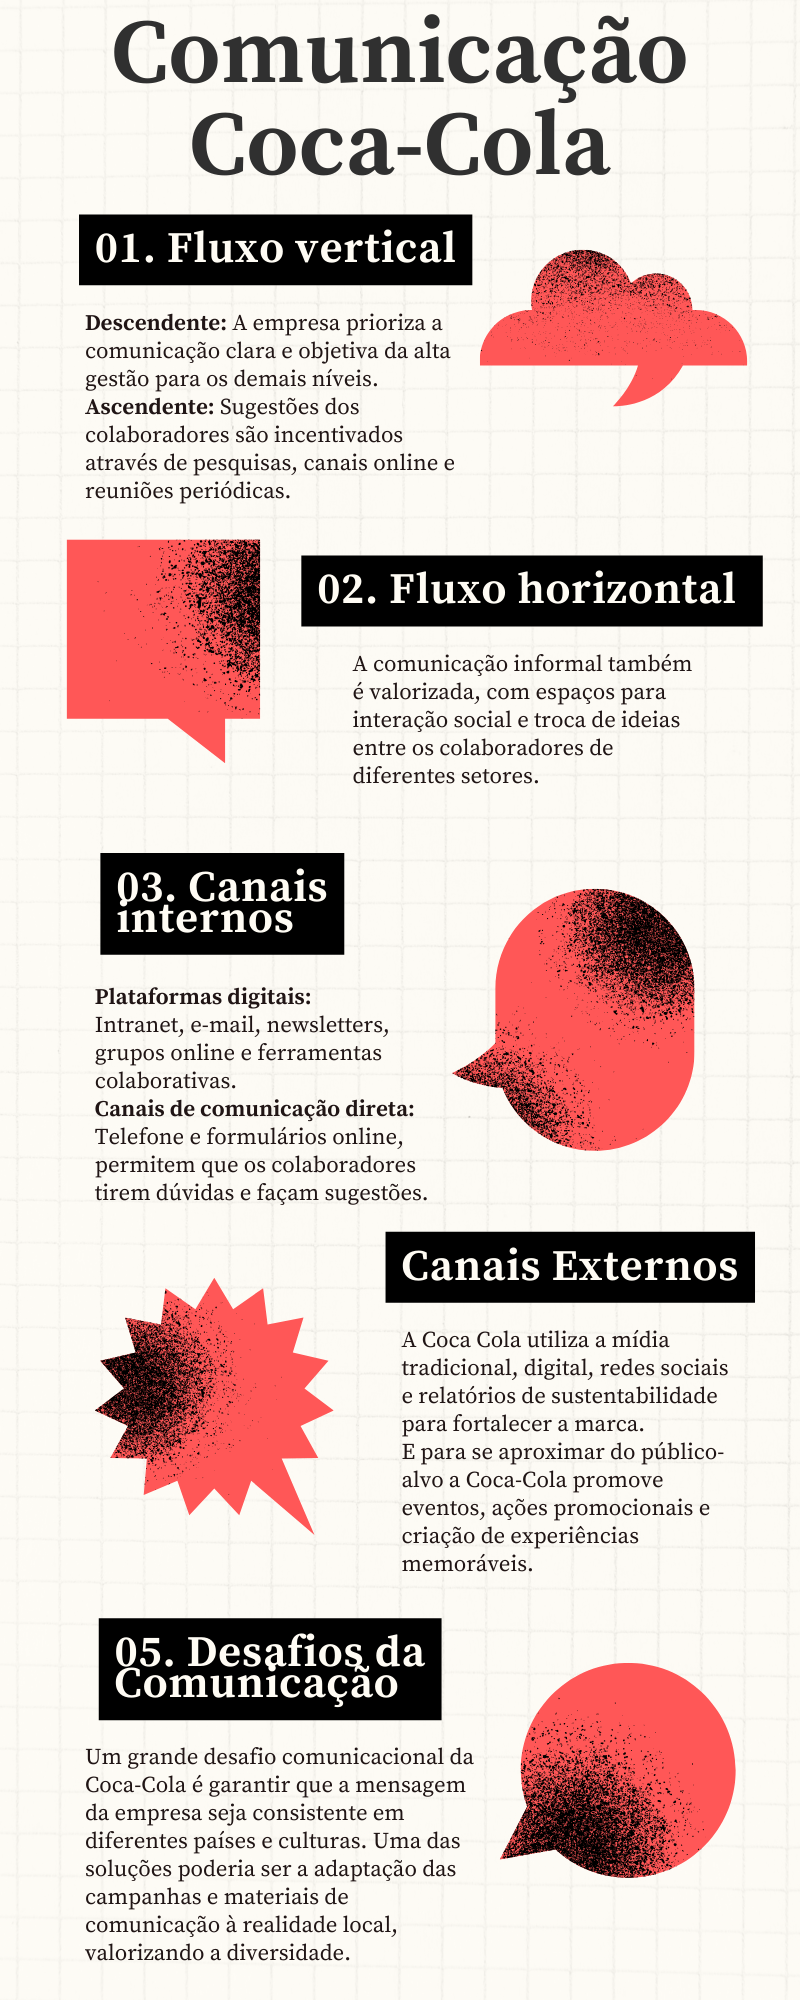 Comunicação
Coca-Cola
01. Fluxo vertical
Descendente: A empresa prioriza a
comunicação clara e objetiva da alta
gestão para os demais níveis.
Ascendente: Sugestões dos
colaboradores são incentivados
através de pesquisas, canais online e
reuniões periódicas.
02. Fluxo horizontal
A comunicação informal também
é valorizada, com espaços para
interação social e troca de ideias
entre os colaboradores de
diferentes setores.
03. Canais
internos
Plataformas digitais:
Intranet, e-mail, newsletters,
grupos online e ferramentas
colaborativas.
Canais de comunicação direta:
Telefone e formulários online,
permitem que os colaboradores
tirem dúvidas e façam sugestões.
Canais Externos
A Coca Cola utiliza a mídia
tradicional, digital, redes sociais
e relatórios de sustentabilidade
para fortalecer a marca.
E para se aproximar do público-
alvo a Coca-Cola promove
eventos, ações promocionais e
criação de experiências
memoráveis.
05. Desafios da
Comunicação
Um grande desafio comunicacional da
Coca-Cola é garantir que a mensagem
da empresa seja consistente em
diferentes países e culturas. Uma das
soluções poderia ser a adaptação das
campanhas e materiais de
comunicação à realidade local,
valorizando a diversidade.